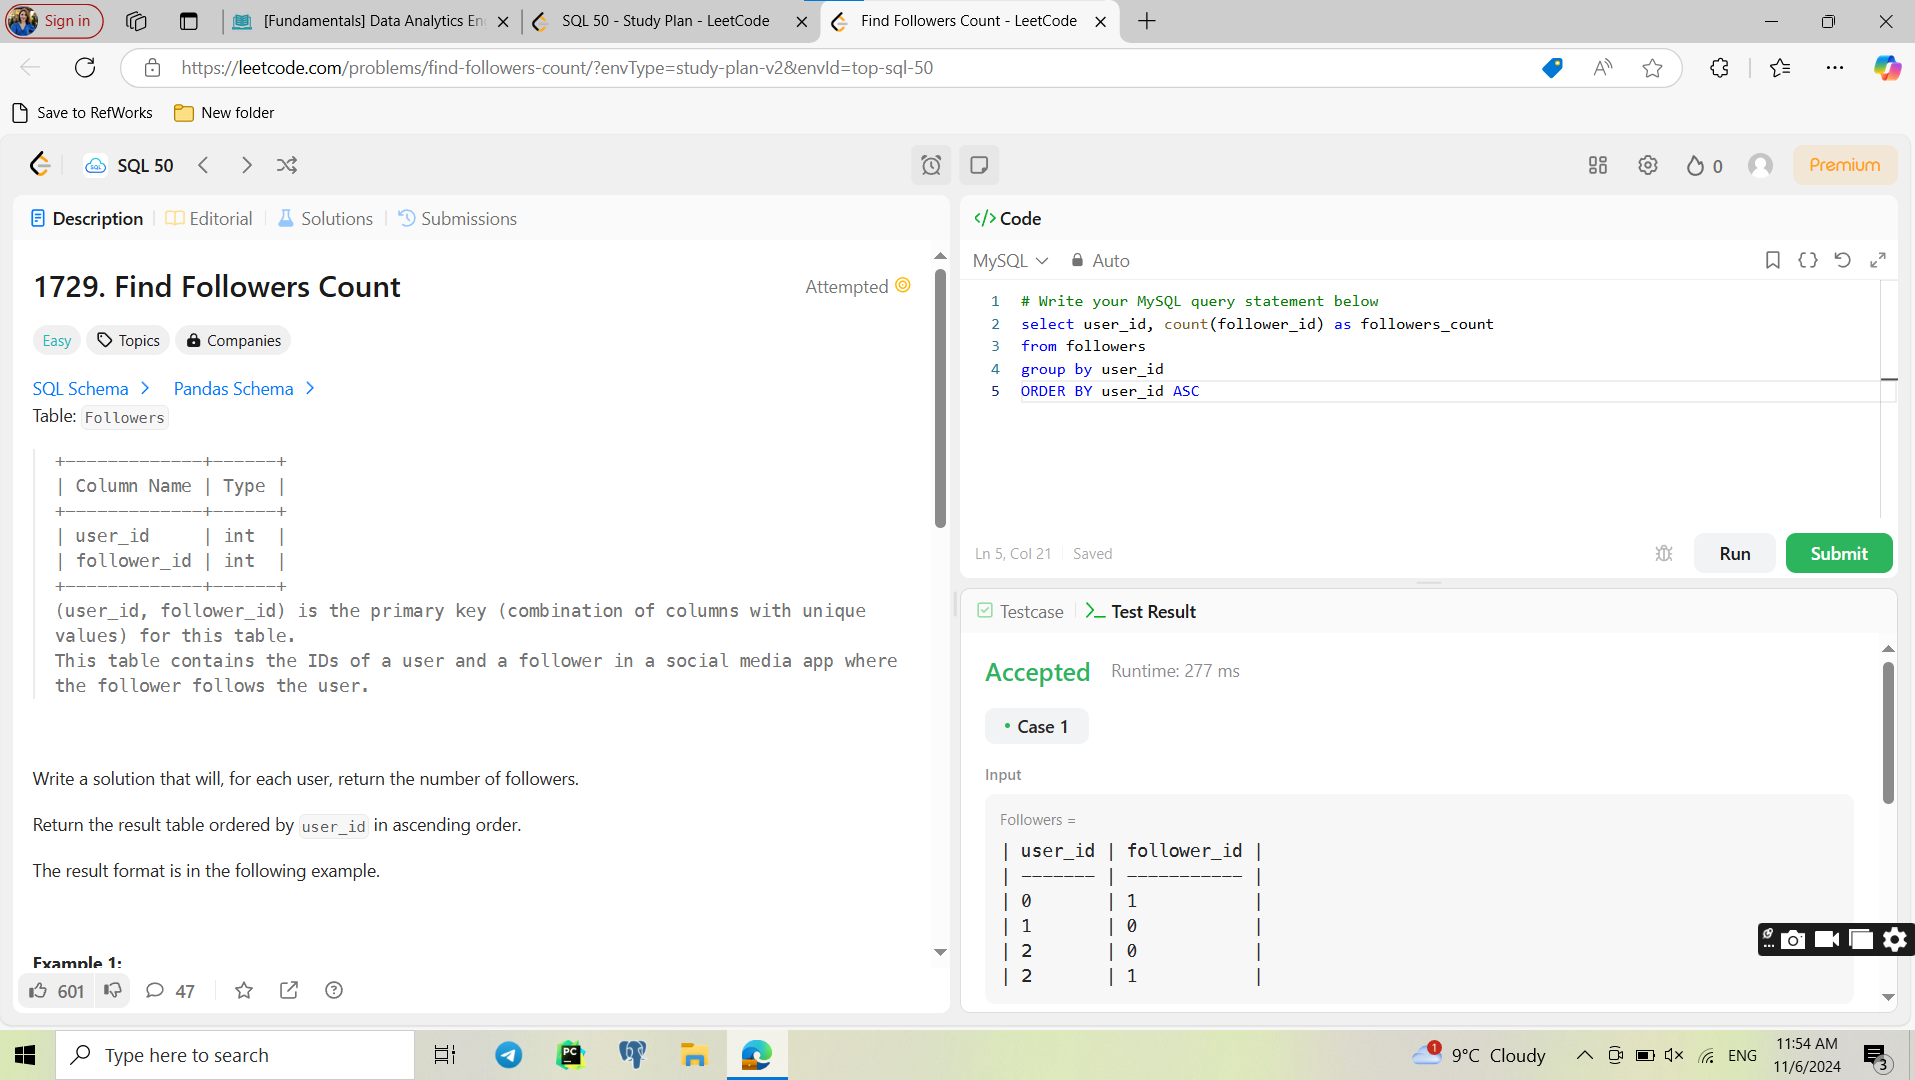 Sign in
[Fundamentals] Data Analytics En
SQL 50 - Study Plan - LeetCode
Find Followers Count - LeetCode
https://leetcode.com/problems/find-followers-count/?envType=study-plan-v2&envId=top-sql-50
Save to RefWorks
New folder
SQL 50
0
Premium
Description
Editorial
Solutions
Submissions
1729. Find Followers Count
Attempted
Easy
Topics
Companies
SQL Schema
Pandas Schema
Table: Followers
+-------------+------+
| Column Name | Type |
+-------------+------+
| user_id     | int  |
| follower_id | int  |
+-------------+------+
(user_id, follower_id) is the primary key (combination of columns with unique
values) for this table.
This table contains the IDs of a user and a follower in a social media app where
the follower follows the user.
Write a solution that will, for each user, return the number of followers.
Return the result table ordered by user_id in ascending order.
The result format is in the following example.
Example 1:
601
47
Code
MySQL
Auto
1 # Write your MySQL query statement below
2 select user_id, count(follower_id) as followers_count
3 from followers
4 group by user_id
5 ORDER BY user_id ASC
Ln 5, Col 21
Saved
Run
Submit
Testcase
Test Result
Accepted
Runtime: 277 ms
Case 1
Input
Followers =
| user_id | follower_id |
| ------- | ----------- |
| 0       | 1           |
| 1       | 0           |
| 2       | 0           |
| 2       | 1           |
Type here to search
PC
1
9°C Cloudy
ENG
11:54 AM
11/6/2024
3